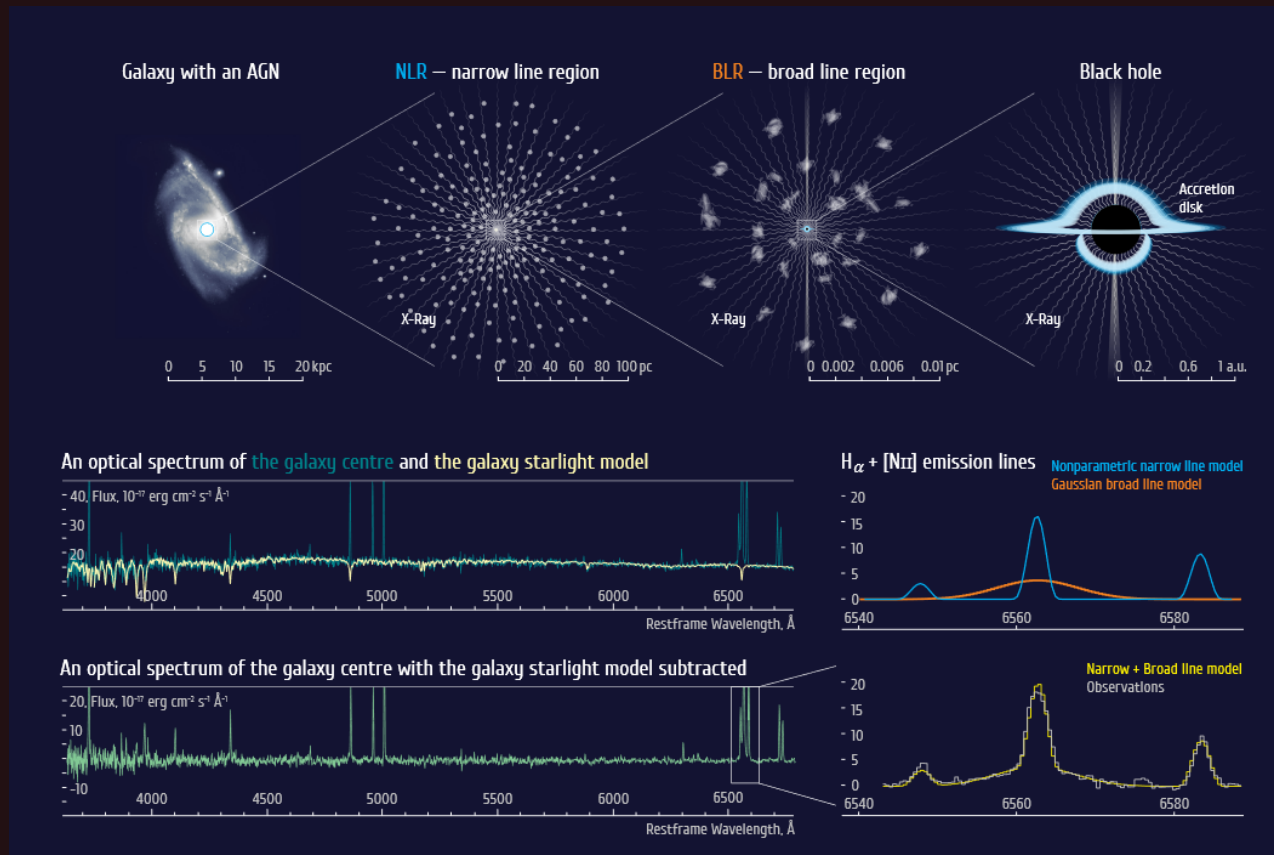 Galaxy with an AGN
NLR — narrow line region
BLR — broad line region
Black hole
Accretion
disk
X-Ray
X-Ray
X-Ray
0 5 10 15 20 kpc
0 20 40 60 80 100 pc
0 0.002 0.006 0.01 pc
0 0.2 0.6 1 a.u.
An optical spectrum of the galaxy centre and the galaxy starlight model
40, Flux, 10⁻¹⁷ erg cm⁻² s⁻¹ Å⁻¹
30
20
4000 4500 5000 5500 6000 6500
Restframe Wavelength, Å
Hα + [NII] emission lines
Nonparametric narrow line model
Gaussian broad line model
20
15
10
5
0
6540 6560 6580
An optical spectrum of the galaxy centre with the galaxy starlight model subtracted
20, Flux, 10⁻¹⁷ erg cm⁻² s⁻¹ Å⁻¹
10
0
-10
4000 4500 5000 5500 6000 6500
Restframe Wavelength, Å
Narrow + Broad line model
Observations
20
15
10
5
0
6540 6560 6580